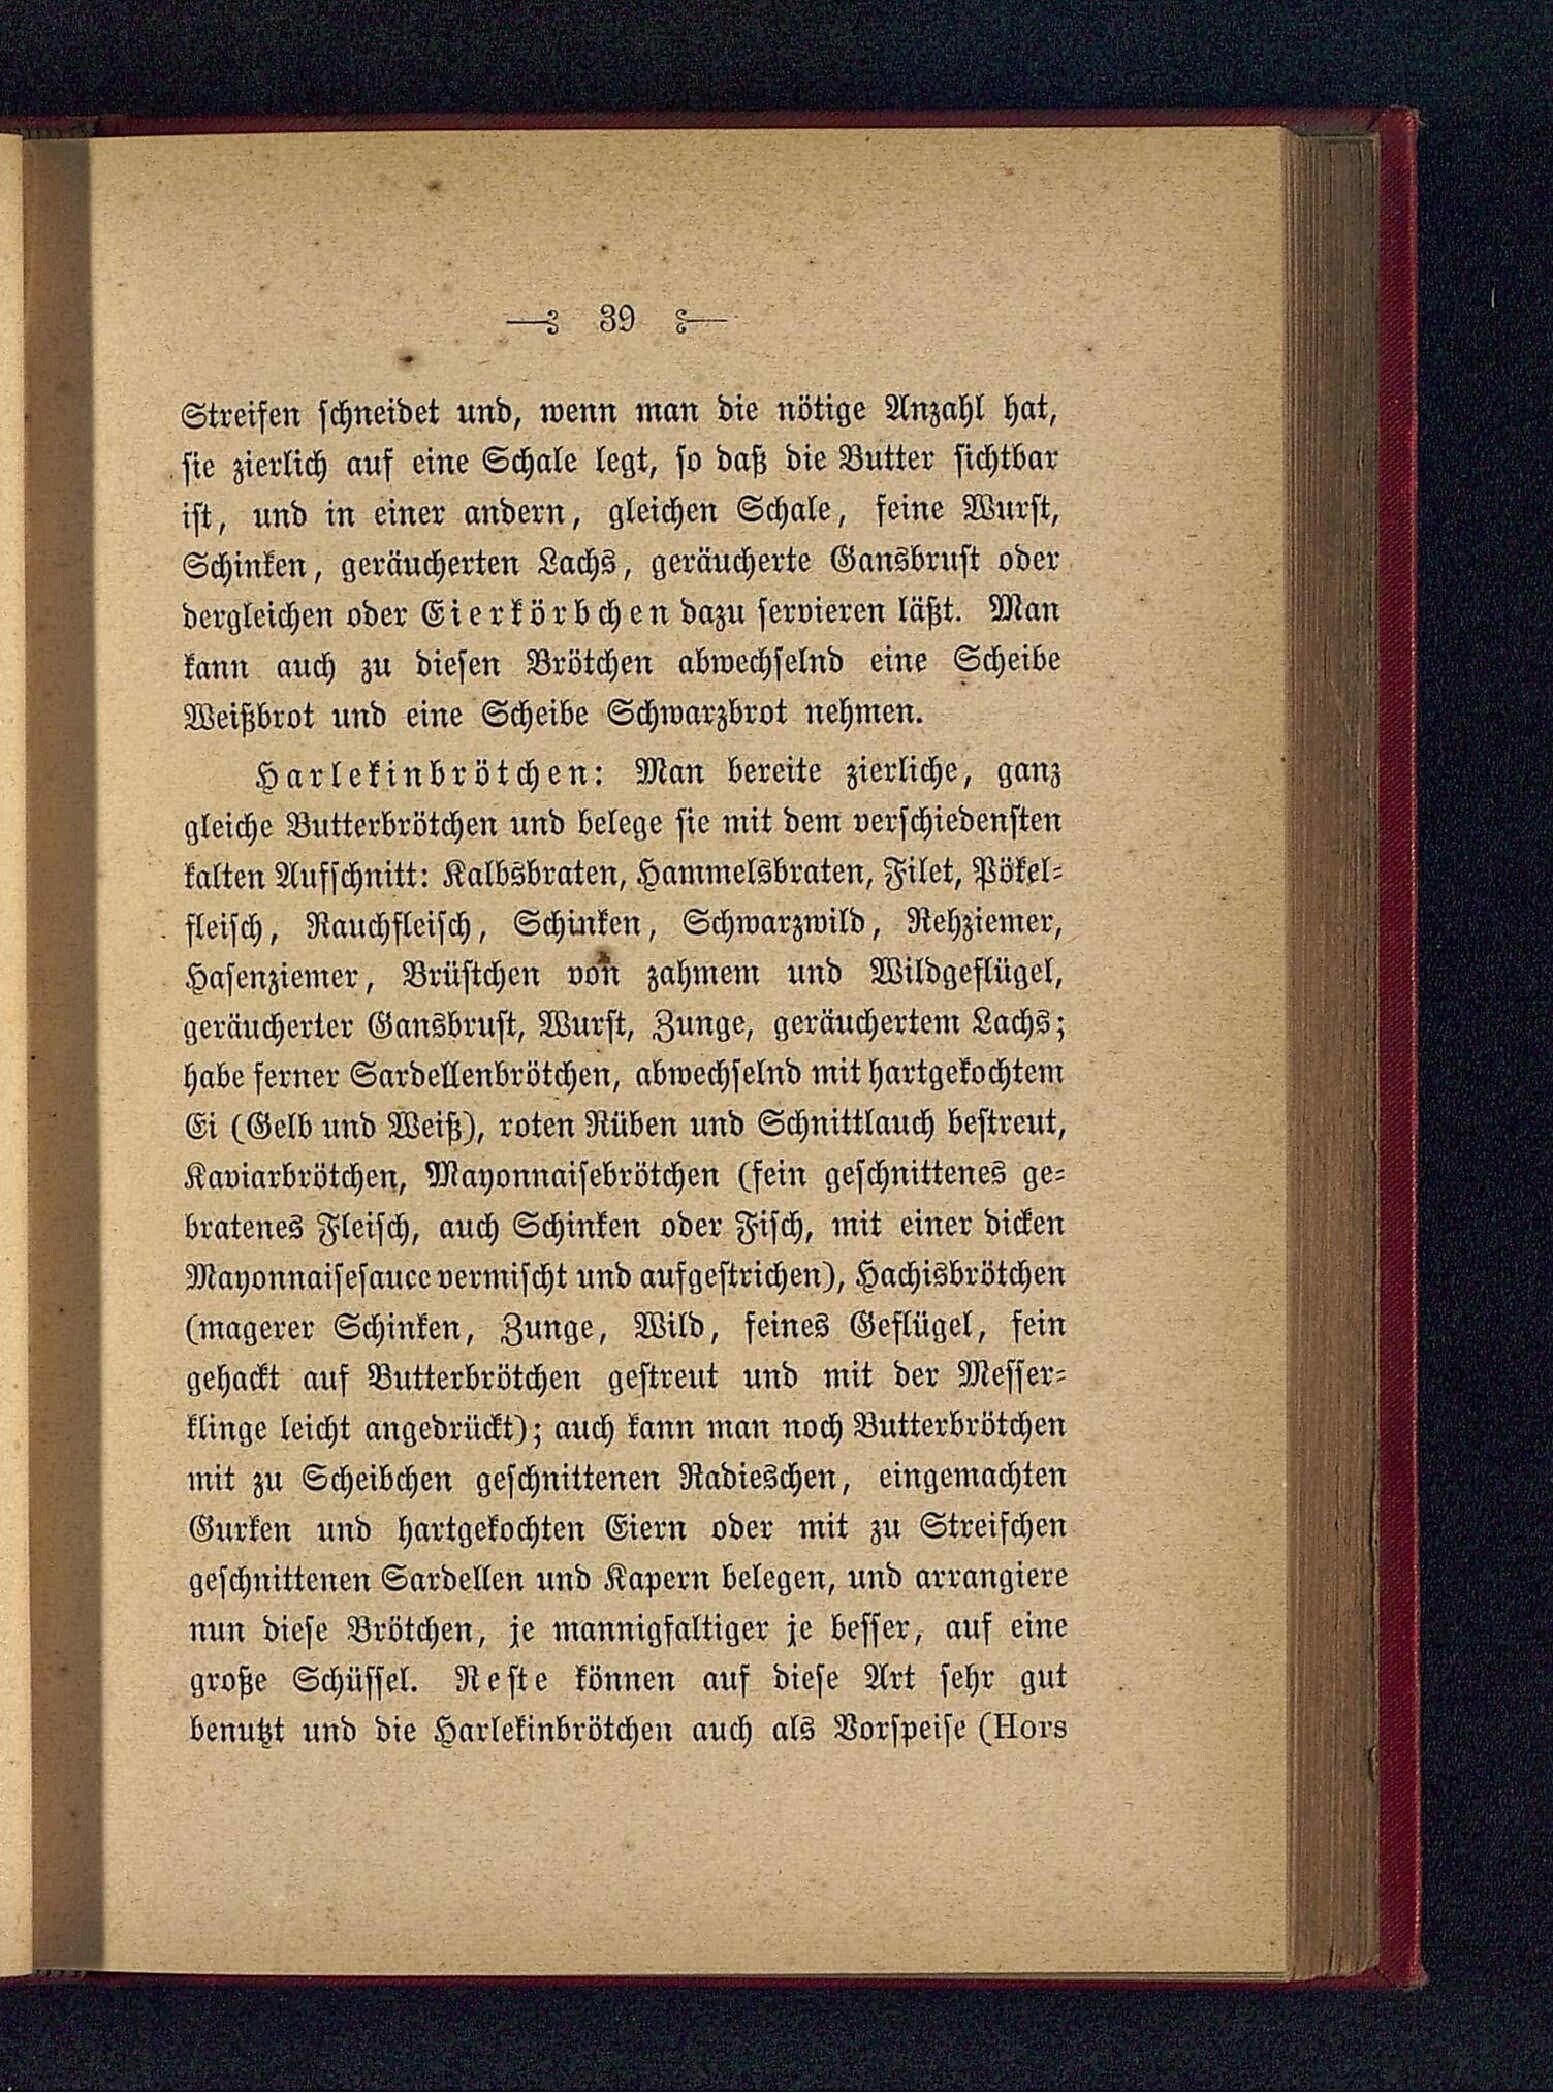 39
Streifen schneidet und, wenn man die nötige Anzahl hat,
sie zierlich auf eine Schale legt, so daß die Butter sichtbar
ist, und in einer andern, gleichen Schale, feine Wurst,
Schinken, geräucherten Lachs, geräucherte Gansbrust oder
dergleichen oder Eierkörbchen dazu servieren läßt. Man
kann auch zu diesen Brötchen abwechselnd eine Scheibe
Weißbrot und eine Scheibe Schwarzbrot nehmen.
Harlekinbrötchen: Man bereite zierliche, ganz
gleiche Butterbrötchen und belege sie mit dem verschiedensten
kalten Aufschnitt: Kalbsbraten, Hammelsbraten, Filet, Pökel-
fleisch, Rauchfleisch, Schinken, Schwarzwild, Rehziemer,
Hasenziemer, Brüstchen von zahmem und Wildgeflügel,
geräucherter Gansbrust, Wurst, Zunge, geräuchertem Lachs;
habe ferner Sardellenbrötchen, abwechselnd mit hartgekochtem
Ei (Gelb und Weiß), roten Rüben und Schnittlauch bestreut,
Kaviarbrötchen, Mayonnaisebrötchen (fein geschnittenes ge-
bratenes Fleisch, auch Schinken oder Fisch, mit einer dicken
Mayonnaisesauce vermischt und aufgestrichen), Hachisbrötchen
(magerer Schinken, Zunge, Wild, feines Geflügel, fein
gehackt auf Butterbrötchen gestreut und mit der Messer-
klinge leicht angedrückt); auch kann man noch Butterbrötchen
mit zu Scheibchen geschnittenen Radieschen, eingemachten
Gurken und hartgekochten Eiern oder mit zu Streifchen
geschnittenen Sardellen und Kapern belegen, und arrangiere
nun diese Brötchen, je mannigfaltiger je besser, auf eine
große Schüssel. Reste können auf diese Art sehr gut
benutzt und die Harlekinbrötchen auch als Vorspeise (Hors